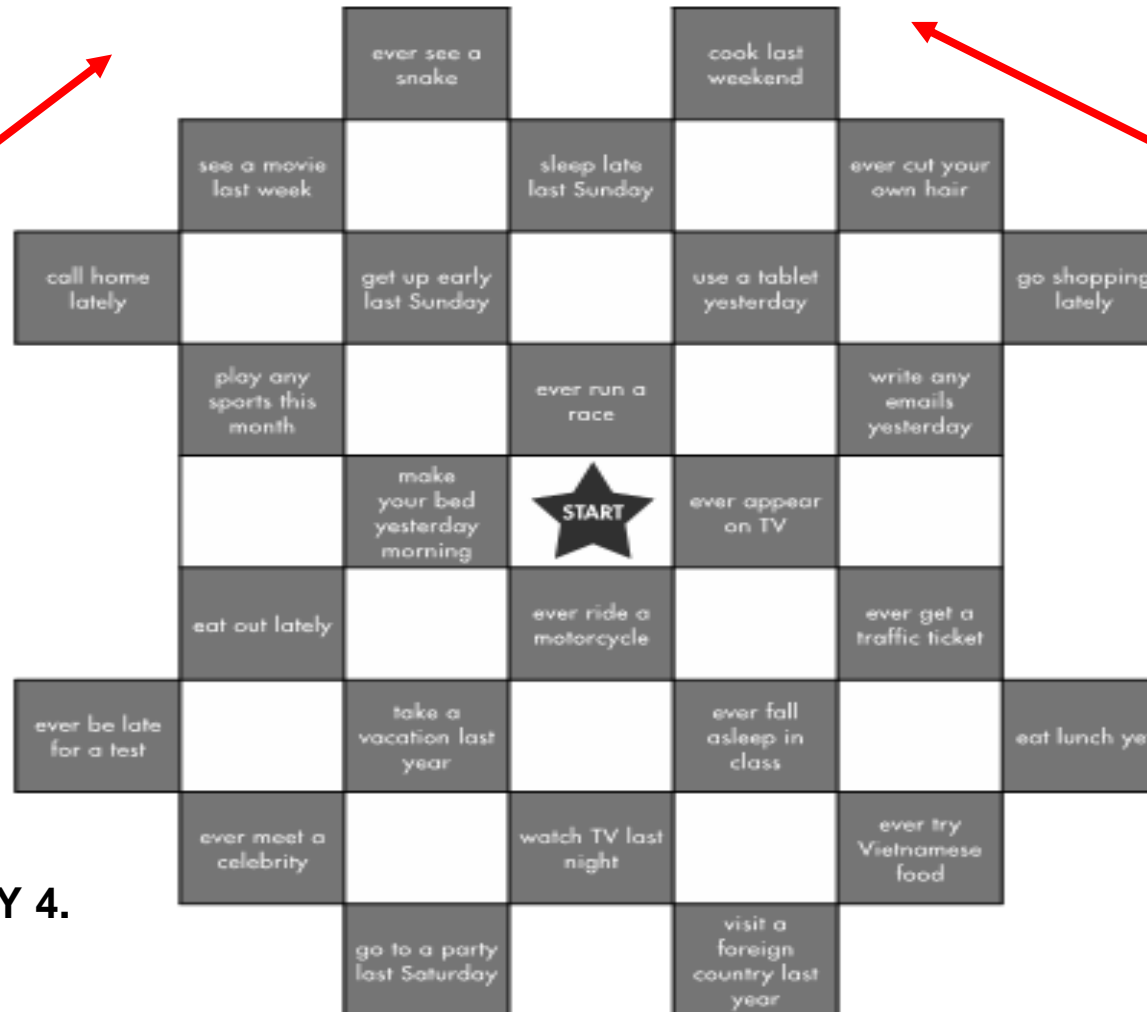 ever see a
snake
cook last
weekend
see a movie
last week
sleep late
last Sunday
ever cut your
own hair
call home
lately
get up early
last Sunday
use a tablet
yesterday
go shopping
lately
play any
sports this
month
ever run a
race
write any
emails
yesterday
make
your bed
yesterday
morning
START
ever appear
on TV
eat out lately
ever ride a
motorcycle
ever get a
traffic ticket
ever be late
for a test
take a
vacation last
year
ever fall
asleep in
class
eat lunch ye
ever meet a
celebrity
watch TV last
night
ever try
Vietnamese
food
Y 4.
go to a party
last Saturday
visit a
foreign
country last
year